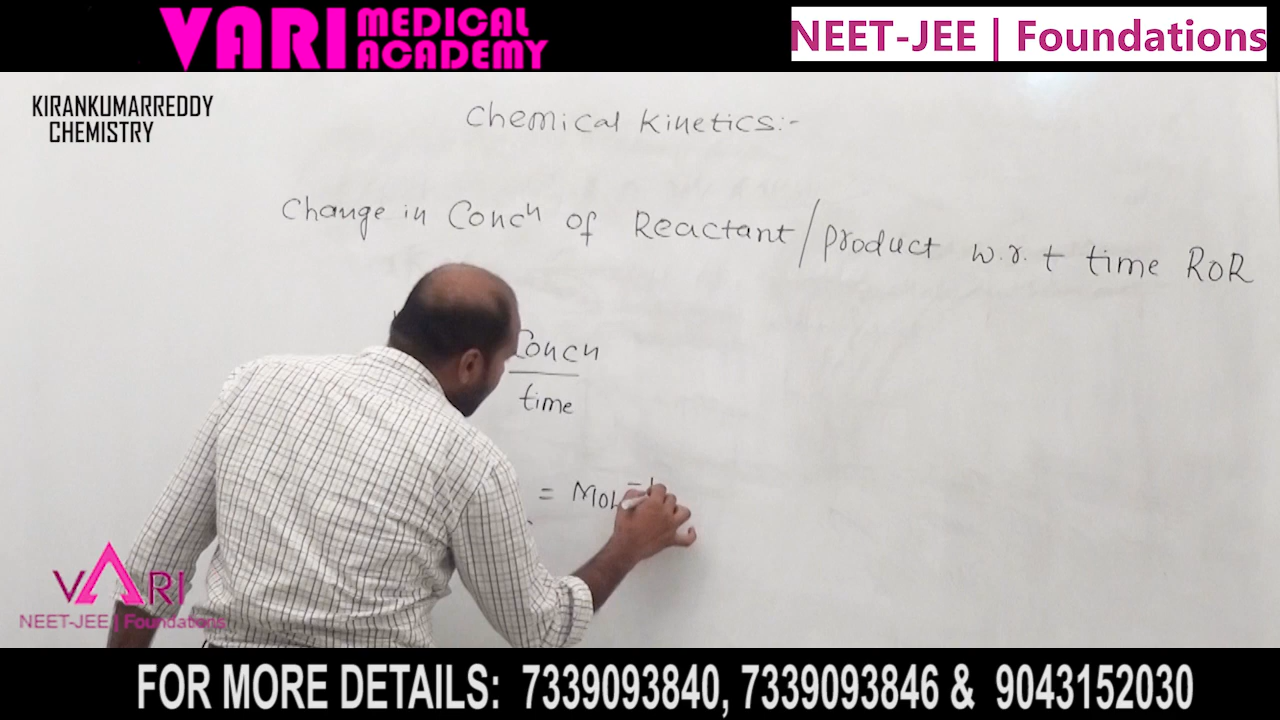 VARI MEDICAL ACADEMY
NEET-JEE | Foundations
KIRANKUMARREDDY
CHEMISTRY
Chemical Kinetics:-
Change in Concn of Reactant/product w.r.t time RoR
Concn
time
= MoL-1
VARI
NEET-JEE | Foundations
FOR MORE DETAILS: 7339093840, 7339093846 & 9043152030